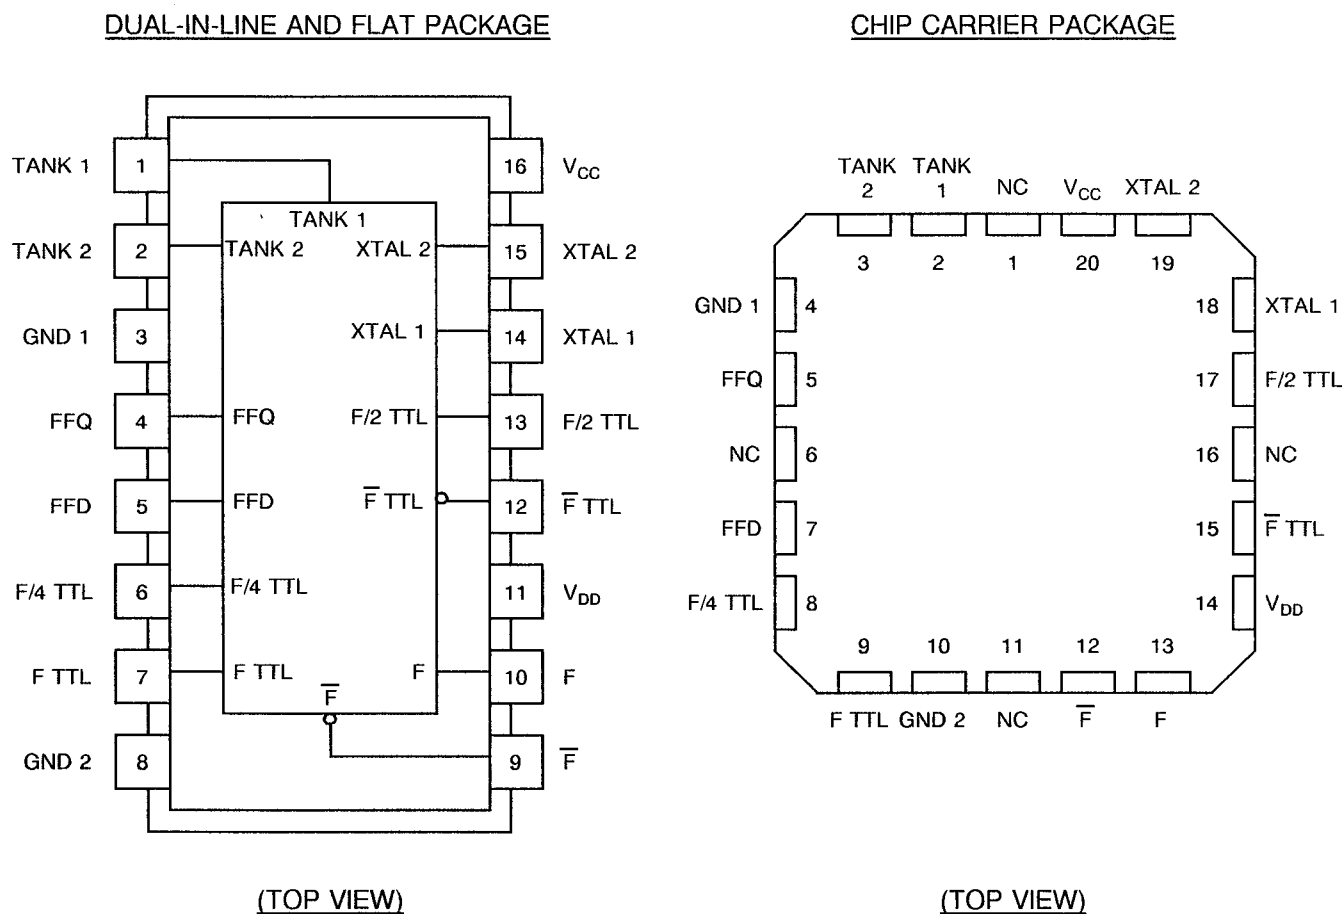 DUAL-IN-LINE AND FLAT PACKAGE
TANK 1 1 16 VCC
TANK 1
TANK 2 2 TANK 2 XTAL 2 15 XTAL 2
GND 1 3 XTAL 1 14 XTAL 1
FFQ 4 FFQ F/2 TTL 13 F/2 TTL
FFD 5 FFD F̅ TTL 12 F̅ TTL
F/4 TTL 6 F/4 TTL 11 VDD
F TTL 7 F TTL F 10 F
F̅
GND 2 8 9 F̅
(TOP VIEW)
CHIP CARRIER PACKAGE
TANK 2 TANK 1 NC VCC XTAL 2
3 2 1 20 19
GND 1 4 18 XTAL 1
FFQ 5 17 F/2 TTL
NC 6 16 NC
FFD 7 15 F̅ TTL
F/4 TTL 8 14 VDD
9 10 11 12 13
F TTL GND 2 NC F̅ F
(TOP VIEW)